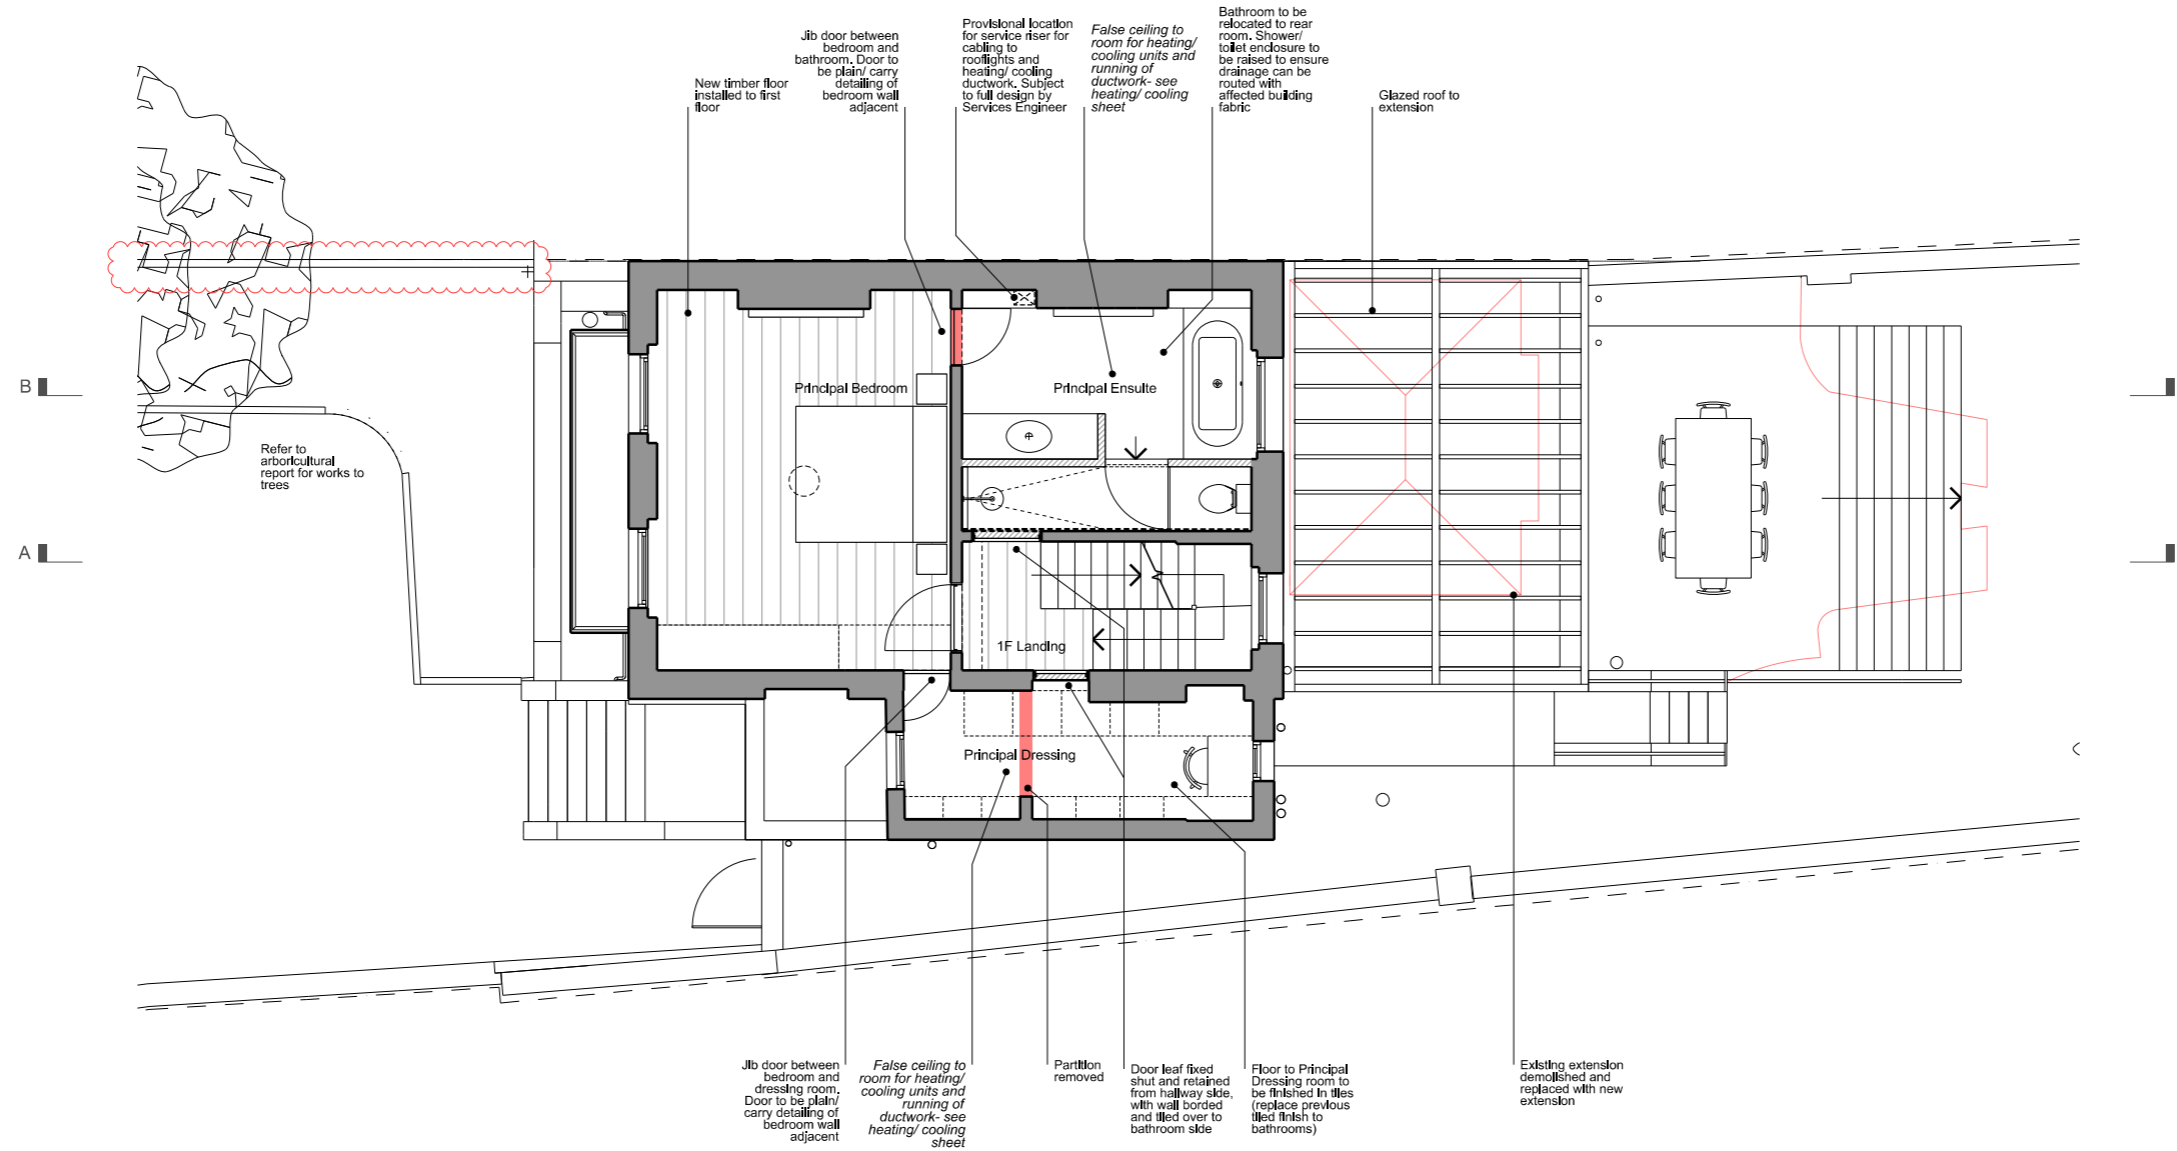 New timber floor
installed to first
floor
Jib door between
bedroom and
bathroom. Door to
be plain/ carry
detailing of
bedroom wall
adjacent
Provisional location
for service riser for
cabling to
rooflights and
heating/ cooling
ductwork. Subject
to full design by
Services Engineer
False ceiling to
room for heating/
cooling units and
running of
ductwork- see
heating/ cooling
sheet
Bathroom to be
relocated to rear
room. Shower/
toilet enclosure to
be raised to ensure
drainage can be
routed with
affected building
fabric
Glazed roof to
extension
B
A
Refer to
arboricultural
report for works to
trees
Principal Bedroom
Principal Ensuite
1F Landing
Principal Dressing
Jib door between
bedroom and
dressing room.
Door to be plain/
carry detailing of
bedroom wall
adjacent
False ceiling to
room for heating/
cooling units and
running of
ductwork- see
heating/ cooling
sheet
Partition
removed
Door leaf fixed
shut and retained
from hallway side,
with wall borded
and tiled over to
bathroom side
Floor to Principal
Dressing room to
be finished in tiles
(replace previous
tiled finish to
bathrooms)
Existing extension
demolished and
replaced with new
extension